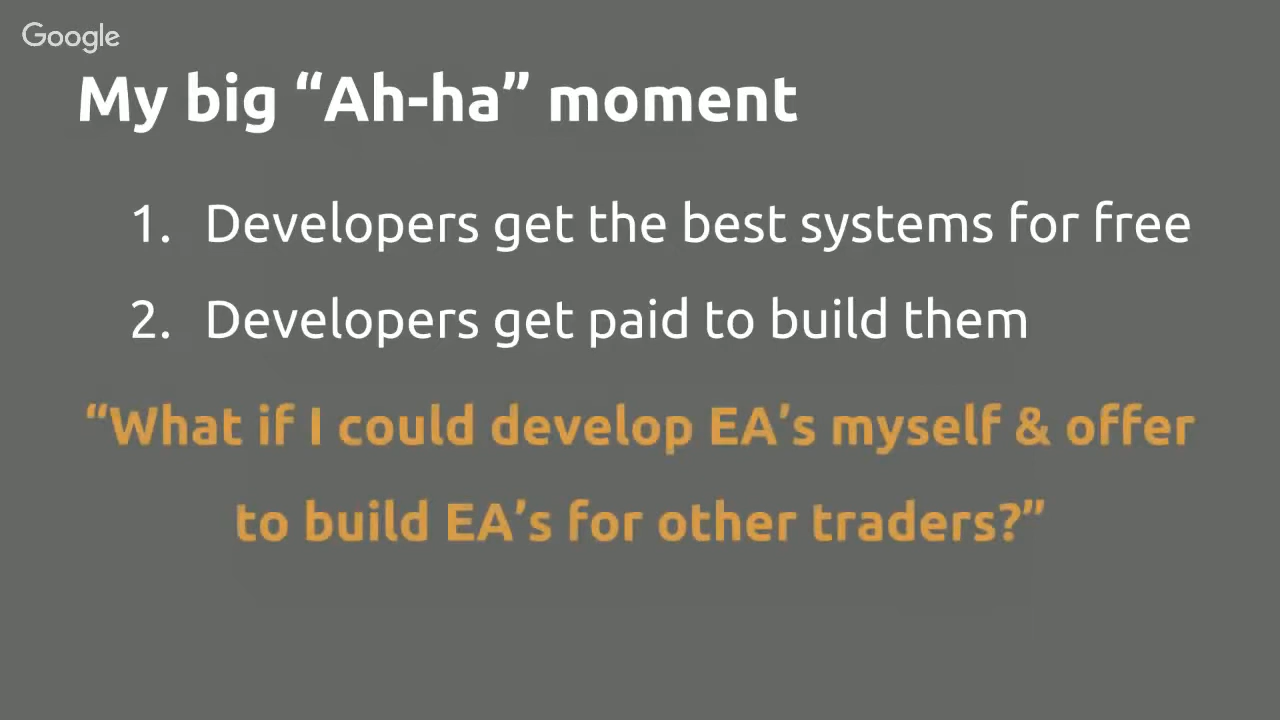 Google
My big “Ah-ha” moment
1. Developers get the best systems for free
2. Developers get paid to build them
“What if I could develop EA’s myself & offer
to build EA’s for other traders?”